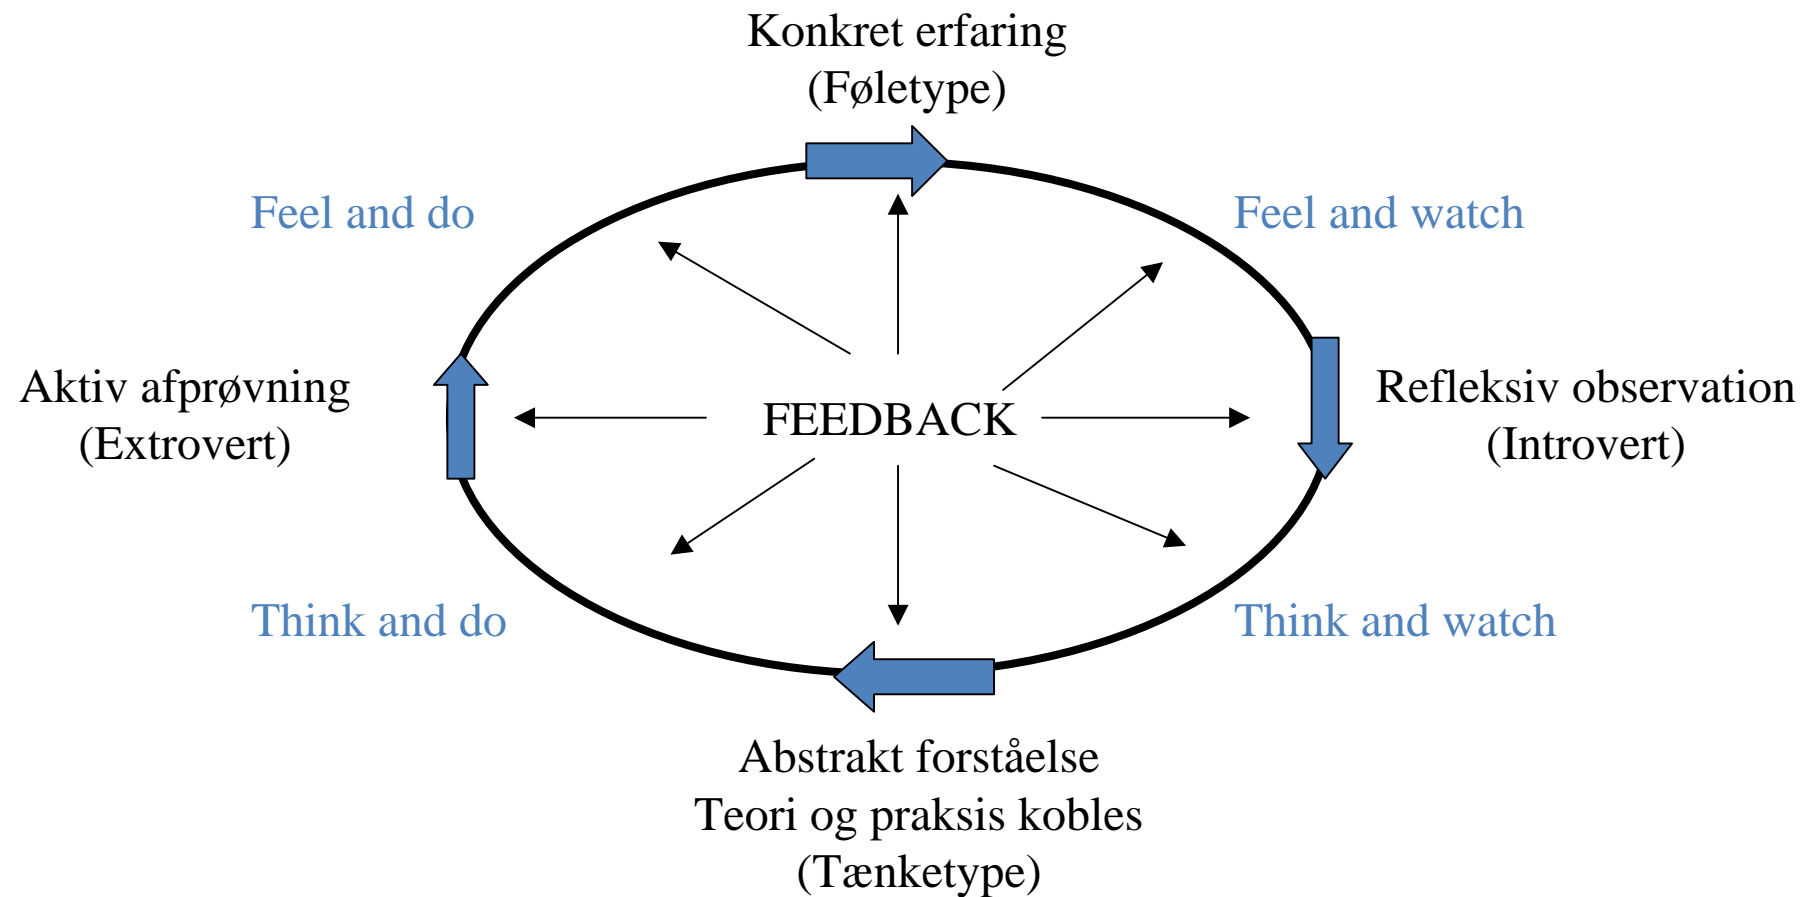 Konkret erfaring
(Føletype)
Feel and do
Feel and watch
Aktiv afprøvning
(Extrovert)
FEEDBACK
Refleksiv observation
(Introvert)
Think and do
Think and watch
Abstrakt forståelse
Teori og praksis kobles
(Tænketype)